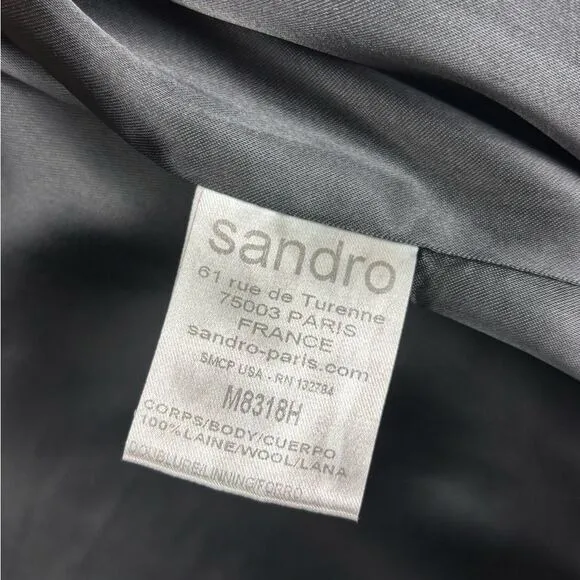 sandro
61 rue de Turenne
75003 PARIS
FRANCE
sandro-paris.com
SMCP USA - RN 132784
M8318H
CORPS/BODY/CUERPO
100%LAINE/WOOL/LANA
DOUBLURE/LINNING/FORRO